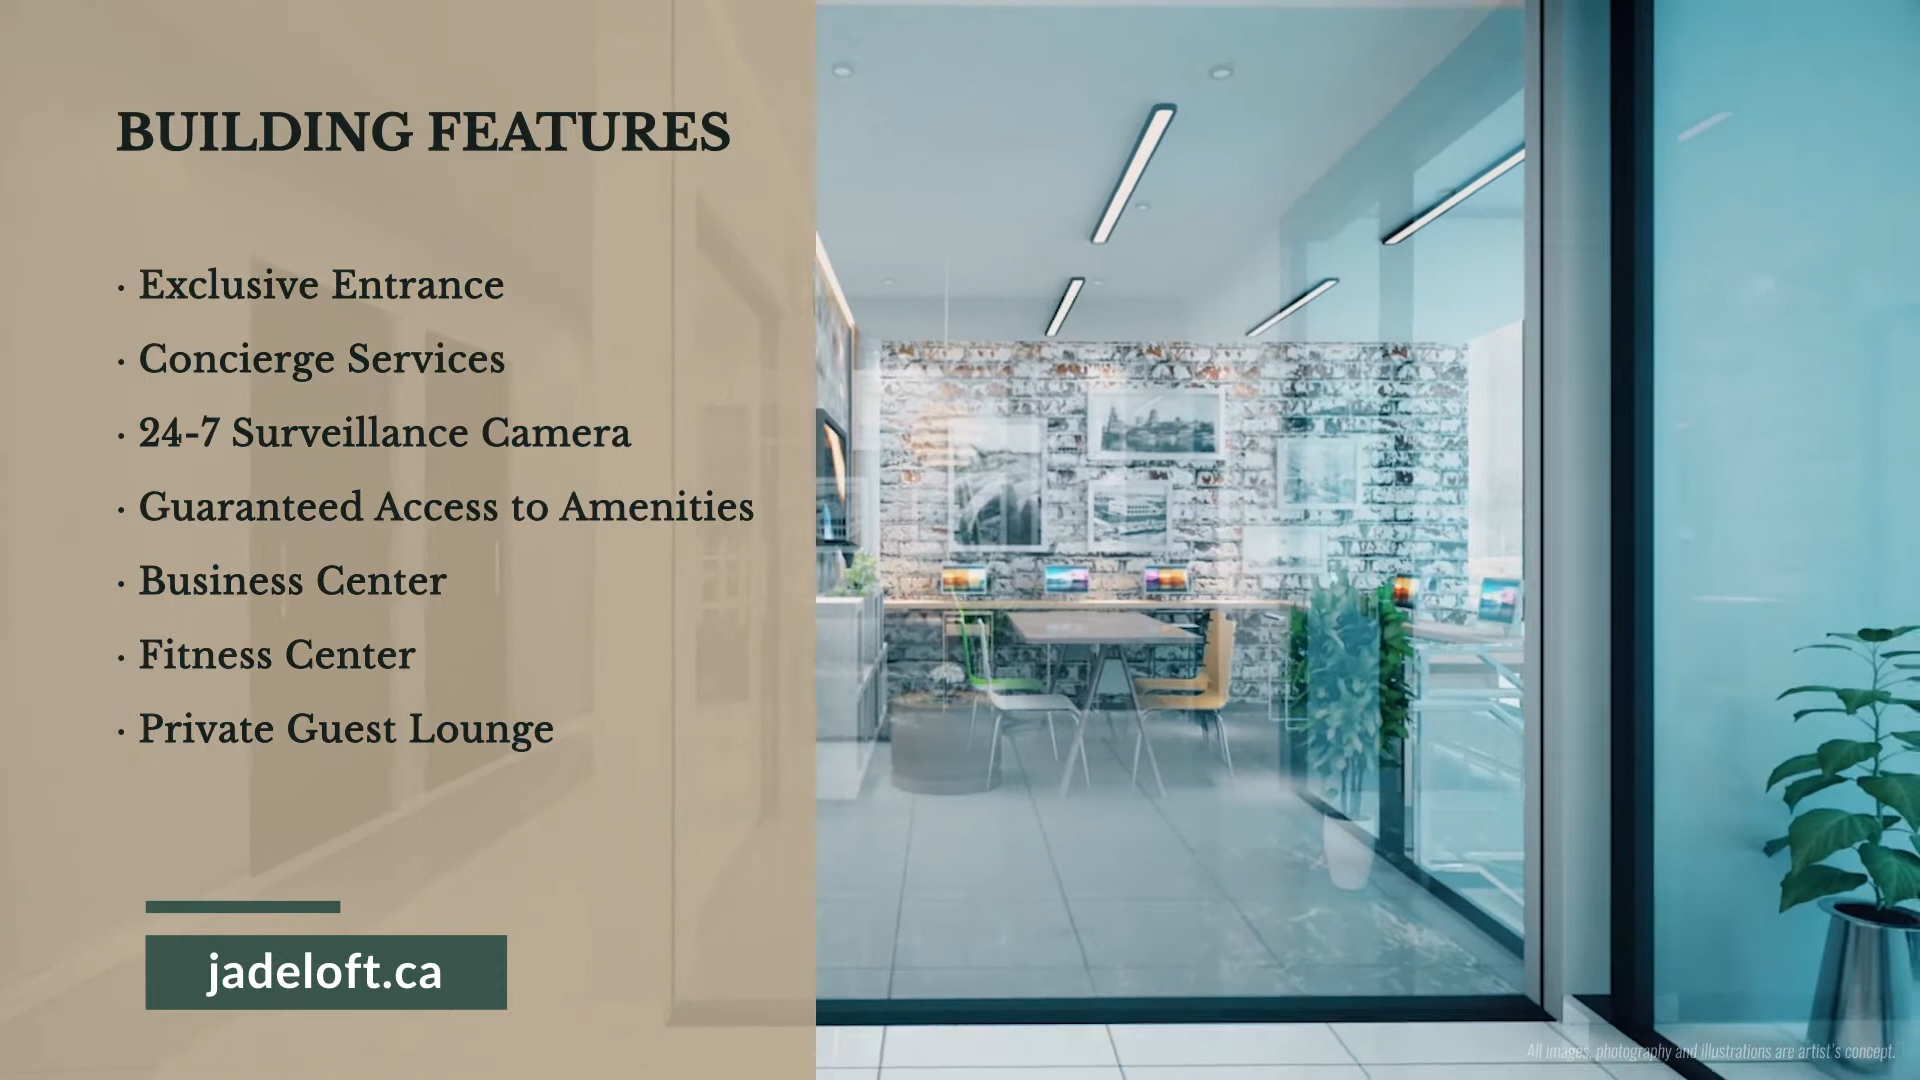 BUILDING FEATURES
· Exclusive Entrance
· Concierge Services
· 24-7 Surveillance Camera
· Guaranteed Access to Amenities
· Business Center
· Fitness Center
· Private Guest Lounge
jadeloft.ca
All images, photography and illustrations are artist's concept.